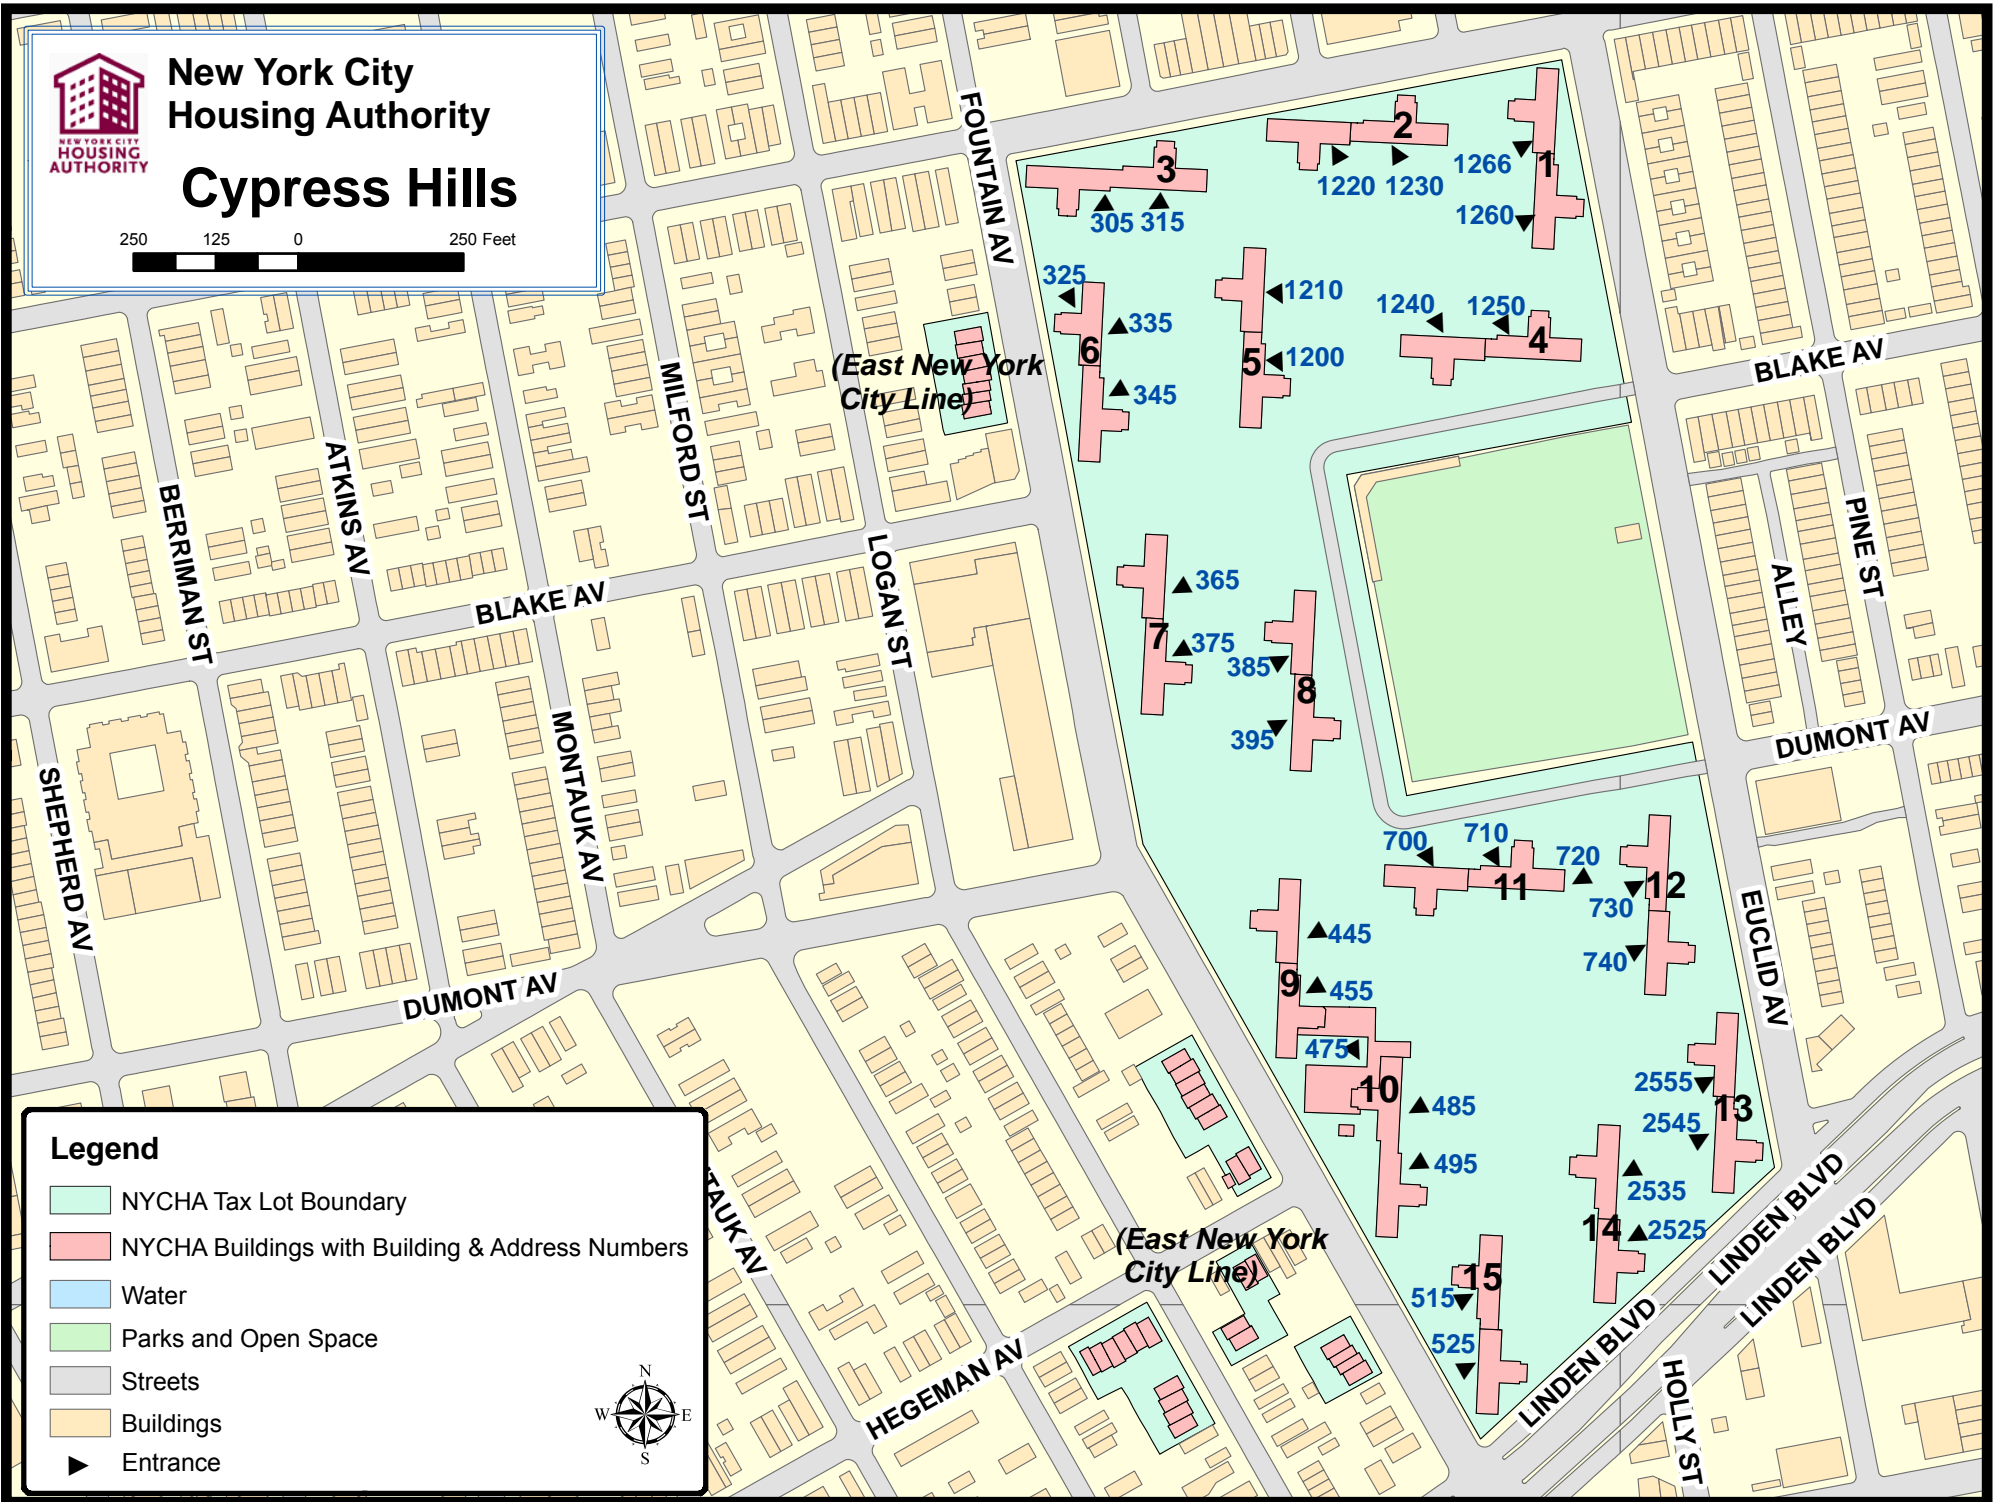 New York City
Housing Authority
NEW YORK CITY
HOUSING
AUTHORITY
Cypress Hills
250 125 0 250 Feet
FOUNTAIN AV
3
305 315
2
1220 1230
1266
1
1260
325
335
6
345
1210
5
1200
1240 1250
4
(East New York
City Line)
BLAKE AV
MILFORD ST
ATKINS AV
BERRIMAN ST
LOGAN ST
BLAKE AV
PINE ST
ALLEY
365
7
375
385
8
395
MONTAUK AV
SHEPHERD AV
DUMONT AV
DUMONT AV
700 710 720
11
730
12
740
EUCLID AV
445
9
455
475
10
485
495
2555
13
2545
2535
14
2525
15
515
525
(East New York
City Line)
TAUK AV
HEGEMAN AV
LINDEN BLVD
LINDEN BLVD
LINDEN BLVD
HOLLY ST
Legend
NYCHA Tax Lot Boundary
NYCHA Buildings with Building & Address Numbers
Water
Parks and Open Space
Streets
Buildings
Entrance
N
W E
S